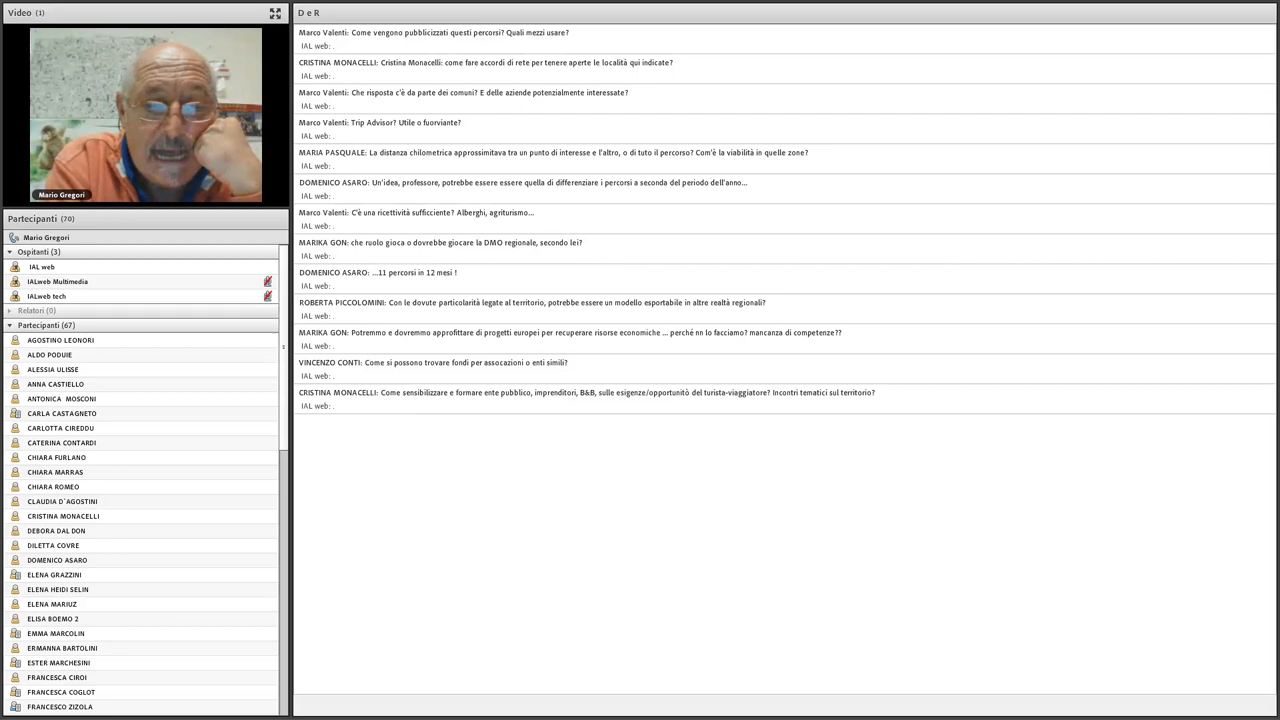 Video (1)
Mario Gregori
Partecipanti (70)
Mario Gregori
Ospitanti (3)
IAL web
IALweb Multimedia
IALweb tech
Relatori (0)
Partecipanti (67)
AGOSTINO LEONORI
ALDO PODUIE
ALESSIA ULISSE
ANNA CASTIELLO
ANTONICA MOSCONI
CARLA CASTAGNETO
CARLOTTA CIREDDU
CATERINA CONTARDI
CHIARA FURLANO
CHIARA MARRAS
CHIARA ROMEO
CLAUDIA D`AGOSTINI
CRISTINA MONACELLI
DEBORA DAL DON
DILETTA COVRE
DOMENICO ASARO
ELENA GRAZZINI
ELENA HEIDI SELIN
ELENA MARIUZ
ELISA BOEMO 2
EMMA MARCOLIN
ERMANNA BARTOLINI
ESTER MARCHESINI
FRANCESCA CIROI
FRANCESCA COGLOT
FRANCESCO ZIZOLA
D e R
Marco Valenti: Come vengono pubblicizzati questi percorsi? Quali mezzi usare?
IAL web: .
CRISTINA MONACELLI: Cristina Monacelli: come fare accordi di rete per tenere aperte le località qui indicate?
IAL web: .
Marco Valenti: Che risposta c'è da parte dei comuni? E delle aziende potenzialmente interessate?
IAL web: .
Marco Valenti: Trip Advisor? Utile o fuorviante?
IAL web: .
MARIA PASQUALE: La distanza chilometrica approssimitava tra un punto di interesse e l'altro, o di tuto il percorso? Com'è la viabilità in quelle zone?
IAL web: .
DOMENICO ASARO: Un'idea, professore, potrebbe essere essere quella di differenziare i percorsi a seconda del periodo dell'anno...
IAL web: .
Marco Valenti: C'è una ricettività sufficciente? Alberghi, agriturismo...
IAL web: .
MARIKA GON: che ruolo gioca o dovrebbe giocare la DMO regionale, secondo lei?
IAL web: .
DOMENICO ASARO: ...11 percorsi in 12 mesi !
IAL web: .
ROBERTA PICCOLOMINI: Con le dovute particolarità legate al territorio, potrebbe essere un modello esportabile in altre realtà regionali?
IAL web: .
MARIKA GON: Potremmo e dovremmo approfittare di progetti europei per recuperare risorse economiche ... perché nn lo facciamo? mancanza di competenze??
IAL web: .
VINCENZO CONTI: Come si possono trovare fondi per assocazioni o enti simili?
IAL web: .
CRISTINA MONACELLI: Come sensibilizzare e formare ente pubblico, imprenditori, B&B, sulle esigenze/opportunitò del turista-viaggiatore? Incontri tematici sul territorio?
IAL web: .